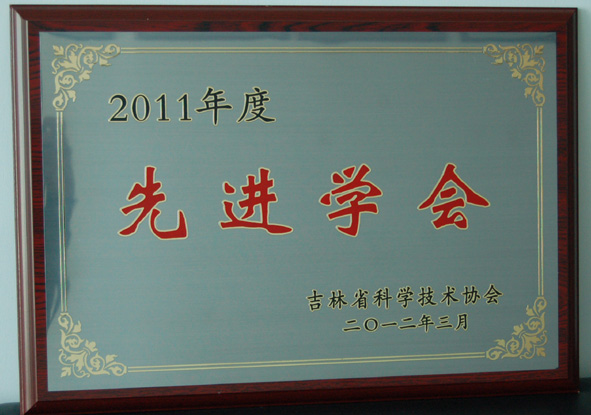 2011年度
先进学会
吉林省科学技术协会
二〇一二年三月